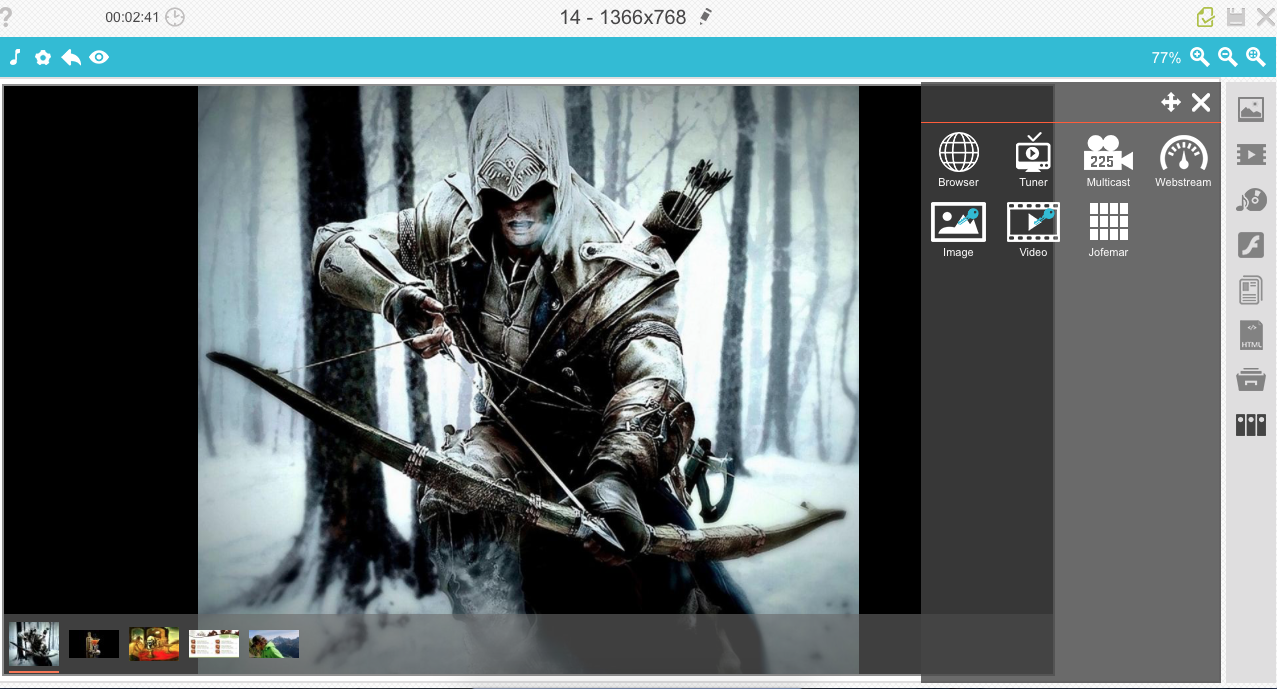 ?
00:02:41
14 - 1366x768
77%
Browser
Tuner
225
Multicast
Webstream
Image
Video
Jofemar
</>
HTML